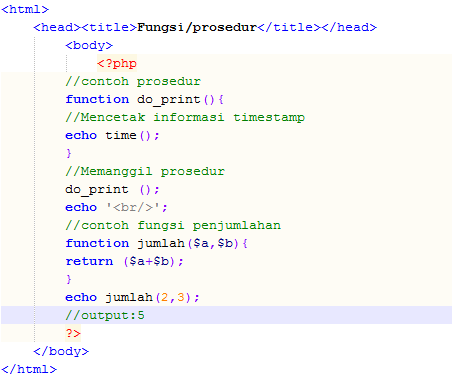 <html>
<head><title>Fungsi/prosedur</title></head>
<body>
<?php
//contoh prosedur
function do_print(){
//Mencetak informasi timestamp
echo time();
}
//Memanggil prosedur
do_print ();
echo '<br/>';
//contoh fungsi penjumlahan
function jumlah($a,$b){
return ($a+$b);
}
echo jumlah(2,3);
//output:5
?>
</body>
</html>